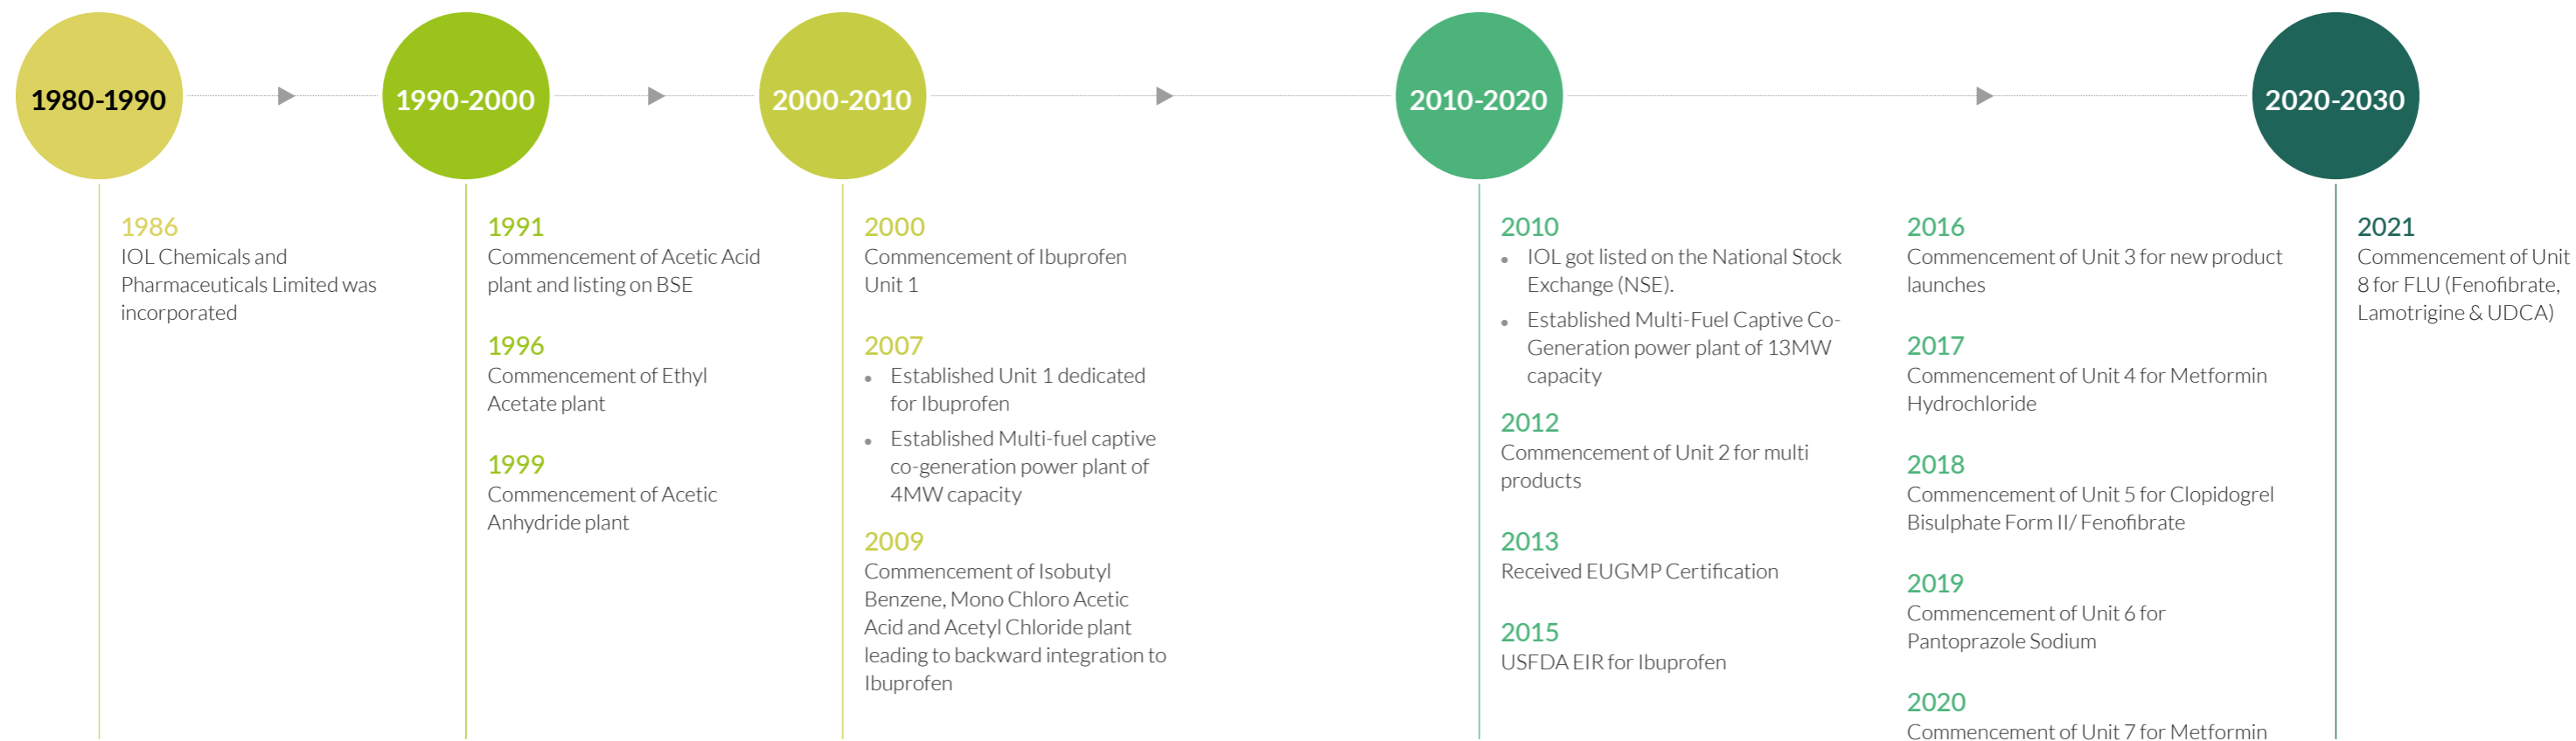 1980-1990
1990-2000
2000-2010
2010-2020
2020-2030
1986
IOL Chemicals and
Pharmaceuticals Limited was
incorporated
1991
Commencement of Acetic Acid
plant and listing on BSE
1996
Commencement of Ethyl
Acetate plant
1999
Commencement of Acetic
Anhydride plant
2000
Commencement of Ibuprofen
Unit 1
2007
• Established Unit 1 dedicated
for Ibuprofen
• Established Multi-fuel captive
co-generation power plant of
4MW capacity
2009
Commencement of Isobutyl
Benzene, Mono Chloro Acetic
Acid and Acetyl Chloride plant
leading to backward integration to
Ibuprofen
2010
• IOL got listed on the National Stock
Exchange (NSE).
• Established Multi-Fuel Captive Co-
Generation power plant of 13MW
capacity
2012
Commencement of Unit 2 for multi
products
2013
Received EUGMP Certification
2015
USFDA EIR for Ibuprofen
2016
Commencement of Unit 3 for new product
launches
2017
Commencement of Unit 4 for Metformin
Hydrochloride
2018
Commencement of Unit 5 for Clopidogrel
Bisulphate Form II/ Fenofibrate
2019
Commencement of Unit 6 for
Pantoprazole Sodium
2020
Commencement of Unit 7 for Metformin
2021
Commencement of Unit
8 for FLU (Fenofibrate,
Lamotrigine & UDCA)